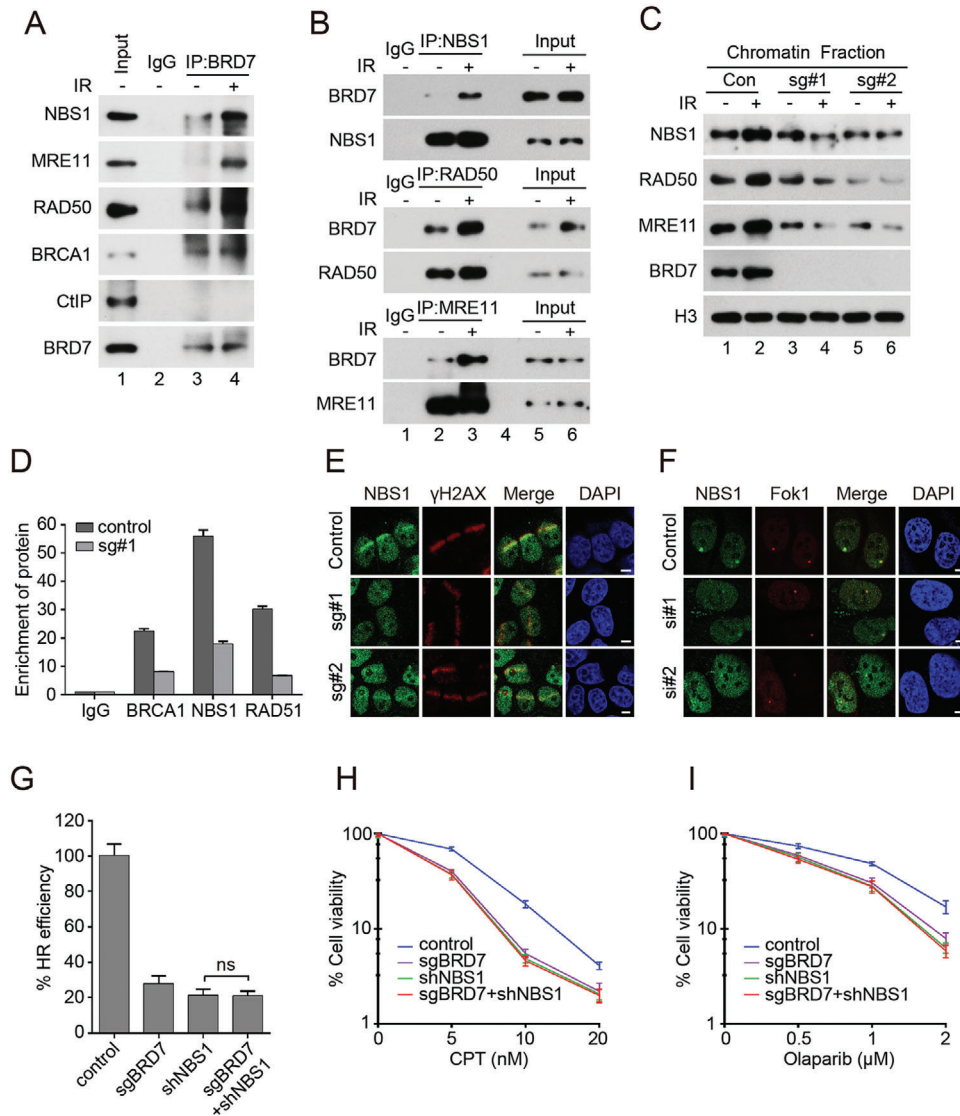 A
Input
IgG
IP:BRD7
IR - - - +
NBS1
MRE11
RAD50
BRCA1
CtIP
BRD7
1 2 3 4
B
IgG IP:NBS1 Input
IR - - + - +
BRD7
NBS1
IgG IP:RAD50 Input
IR - - + - +
BRD7
RAD50
IgG IP:MRE11 Input
IR - - + - +
BRD7
MRE11
1 2 3 4 5 6
C
Chromatin Fraction
Con sg#1 sg#2
IR - + - + - +
NBS1
RAD50
MRE11
BRD7
H3
1 2 3 4 5 6
D
Enrichment of protein
60
50
40
30
20
10
0
control
sg#1
IgG BRCA1 NBS1 RAD51
E
NBS1 γH2AX Merge DAPI
Control
sg#1
sg#2
F
NBS1 Fok1 Merge DAPI
Control
si#1
si#2
G
% HR efficiency
120
100
80
60
40
20
0
ns
control
sgBRD7
shNBS1
sgBRD7
+shNBS1
H
% Cell viability
100
10
1
control
sgBRD7
shNBS1
sgBRD7+shNBS1
0 5 10 20
CPT (nM)
I
% Cell viability
100
10
1
control
sgBRD7
shNBS1
sgBRD7+shNBS1
0 0.5 1 2
Olaparib (μM)